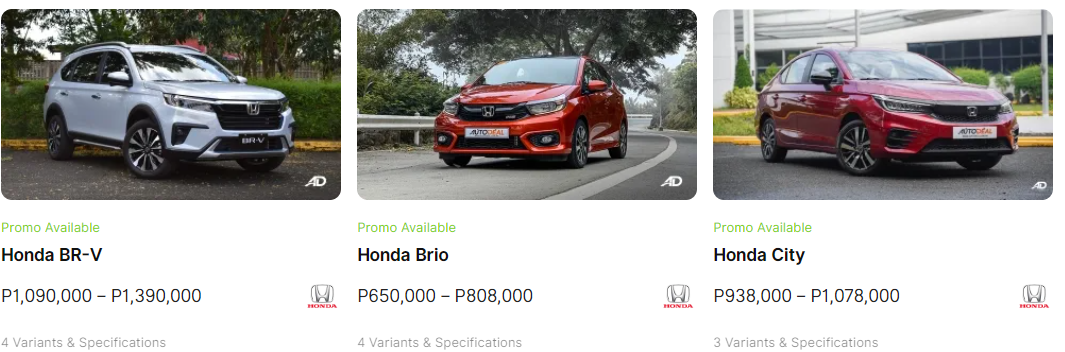 BR-V
AUTODEAL
AUTODEAL
AD
AD
AD
Promo Available
Promo Available
Promo Available
Honda BR-V
Honda Brio
Honda City
P1,090,000 – P1,390,000
HONDA
P650,000 – P808,000
HONDA
P938,000 – P1,078,000
HONDA
4 Variants & Specifications
4 Variants & Specifications
3 Variants & Specifications